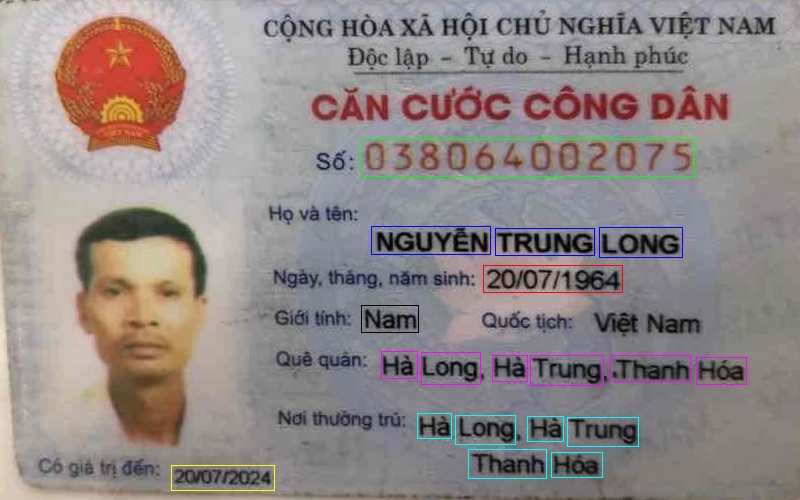 CỘNG HÒA XÃ HỘI CHỦ NGHĨA VIỆT NAM
Độc lập - Tự do - Hạnh phúc
CĂN CƯỚC CÔNG DÂN
Số: 038064002075
Họ và tên:
NGUYỄN TRUNG LONG
Ngày, tháng, năm sinh: 20/07/1964
Giới tính: Nam Quốc tịch: Việt Nam
Quê quán: Hà Long, Hà Trung, Thanh Hóa
Nơi thường trú: Hà Long, Hà Trung
Thanh Hóa
Có giá trị đến: 20/07/2024